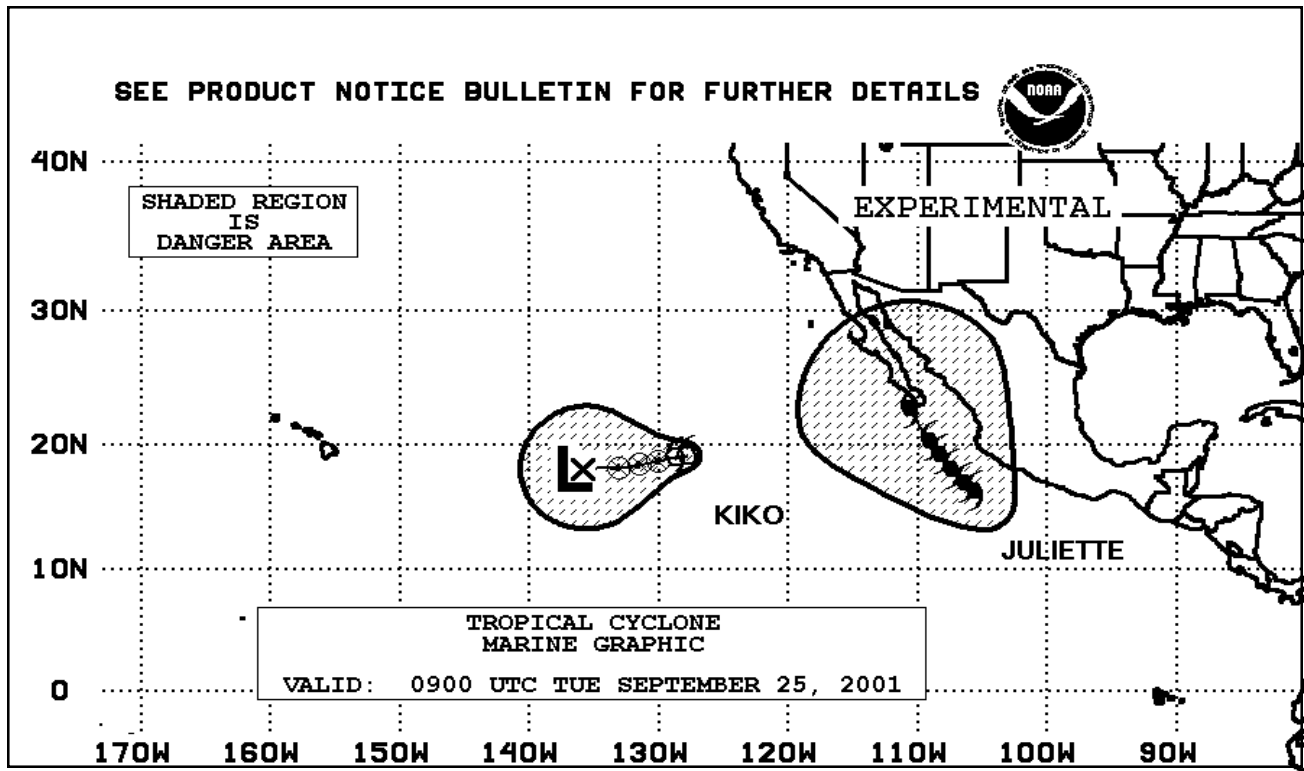 SEE PRODUCT NOTICE BULLETIN FOR FURTHER DETAILS
NOAA
40N
SHADED REGION
IS
DANGER AREA
EXPERIMENTAL
30N
20N
L
KIKO
JULIETTE
10N
TROPICAL CYCLONE
MARINE GRAPHIC
VALID: 0900 UTC TUE SEPTEMBER 25, 2001
0
170W 160W 150W 140W 130W 120W 110W 100W 90W